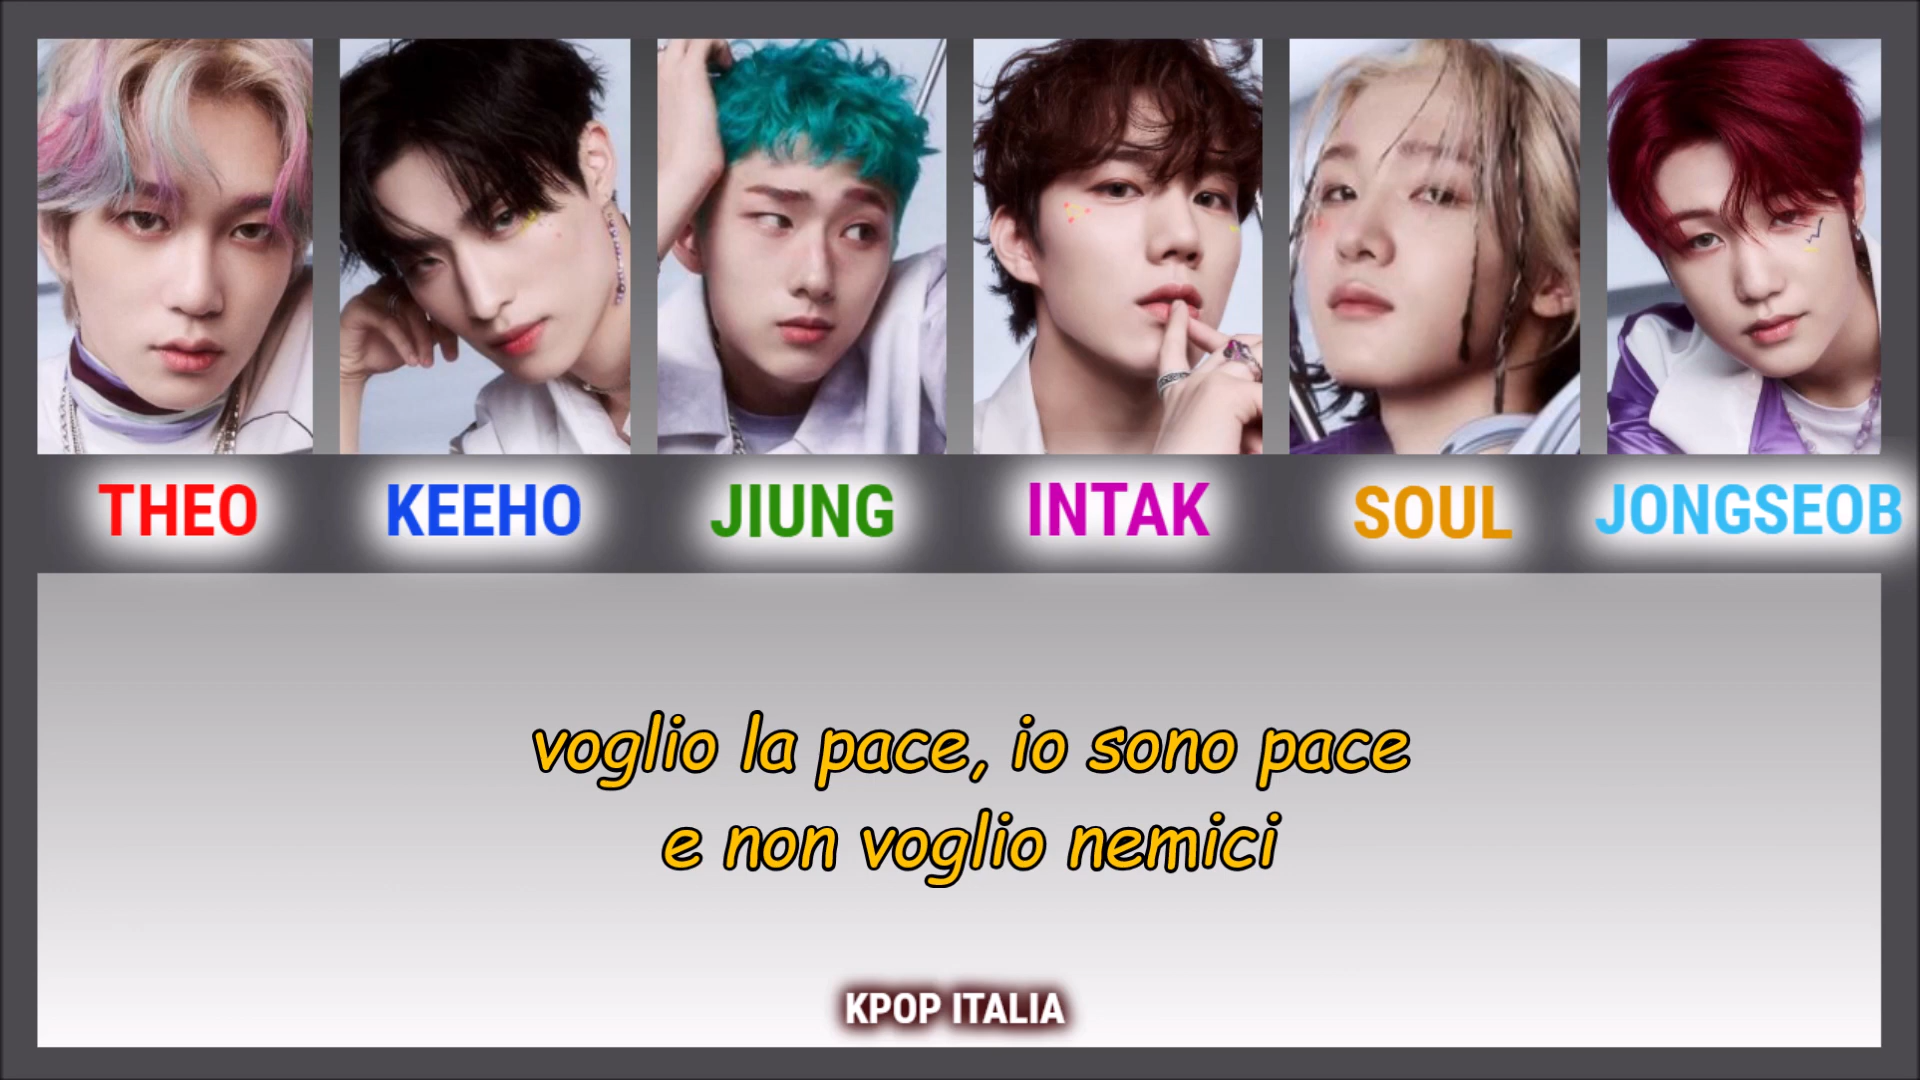 THEO KEEHO JIUNG INTAK SOUL JONGSEOB
voglio la pace, io sono pace
e non voglio nemici
KPOP ITALIA